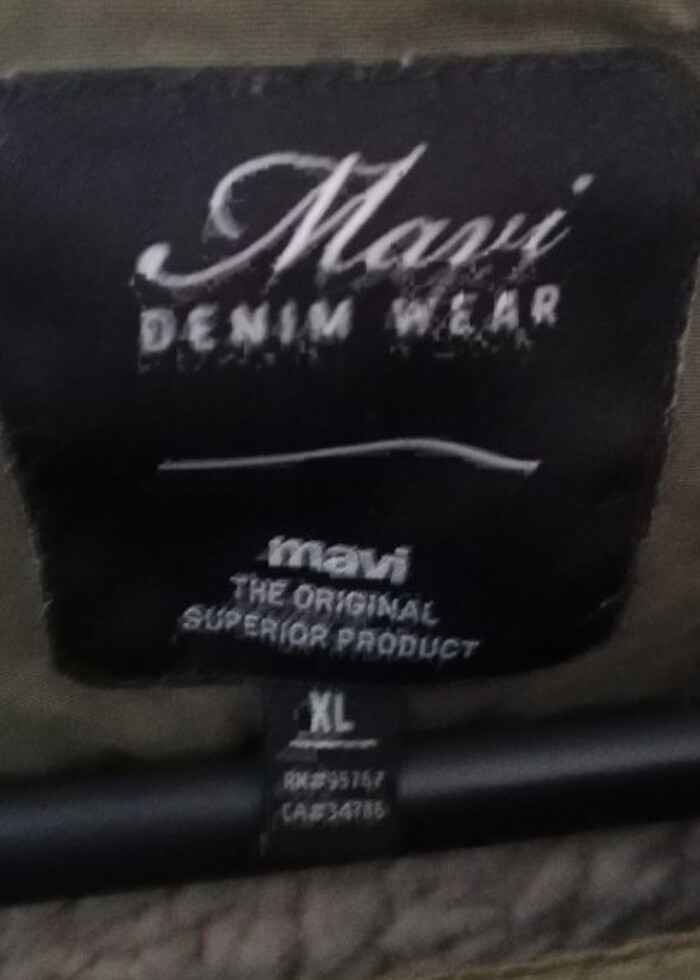 Mavi
DENIM WEAR
mavi
THE ORIGINAL
SUPERIOR PRODUCT
XL
RN#95767
CA#34786